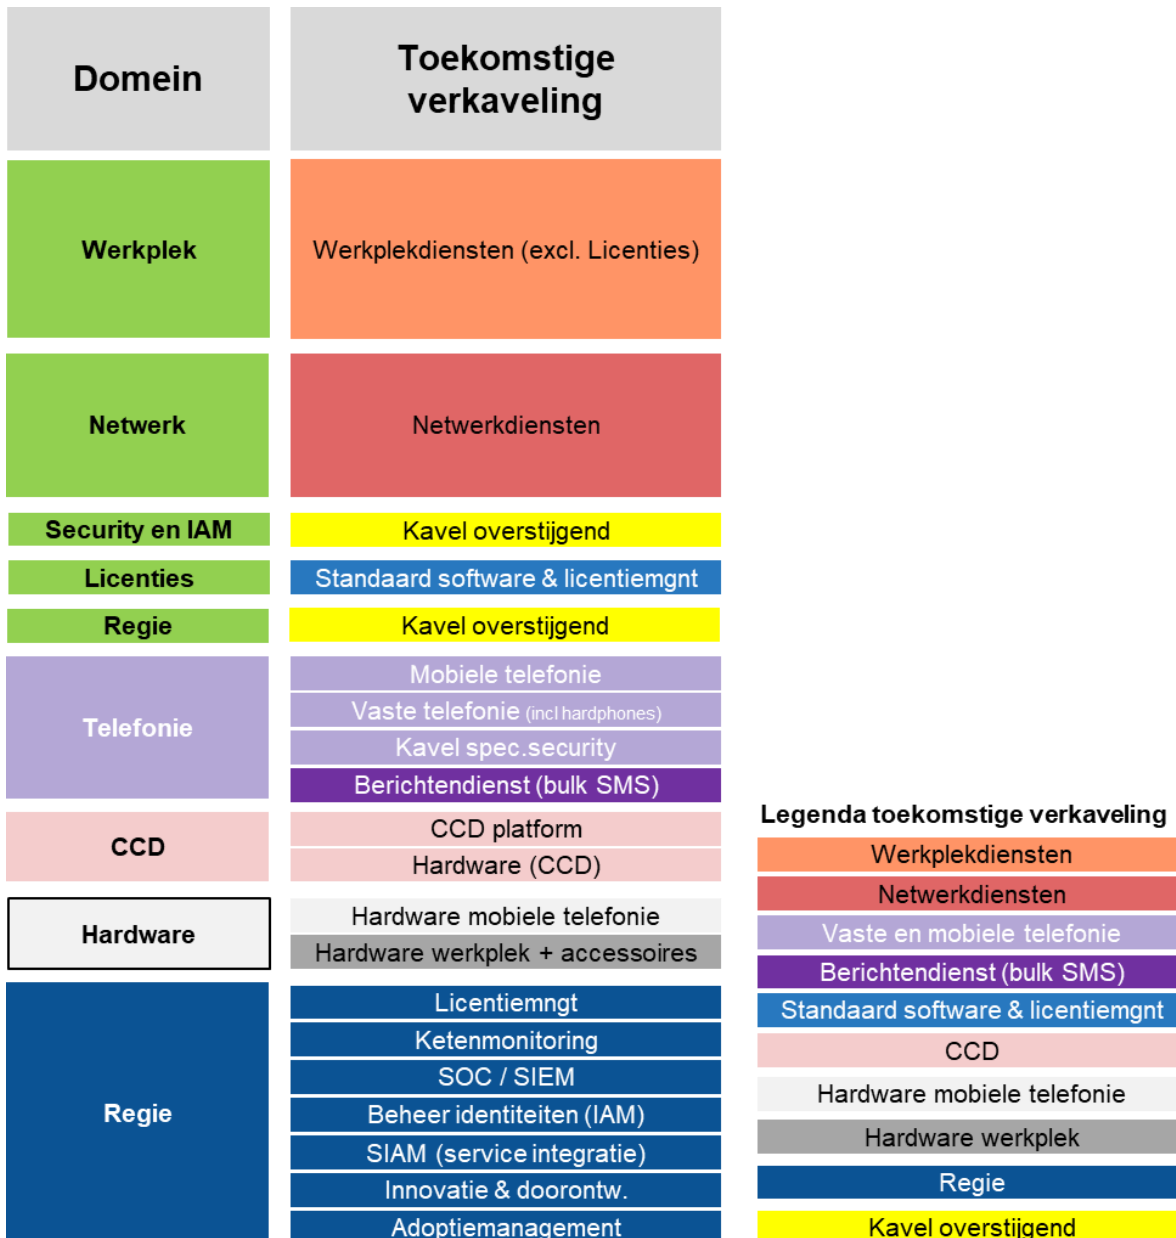 Domein
Toekomstige
verkaveling
Werkplek
Werkplekdiensten (excl. Licenties)
Netwerk
Netwerkdiensten
Security en IAM
Kavel overstijgend
Licenties
Standaard software & licentiemgnt
Regie
Kavel overstijgend
Telefonie
Mobiele telefonie
Vaste telefonie (incl hardphones)
Kavel spec.security
Berichtendienst (bulk SMS)
CCD
CCD platform
Hardware (CCD)
Hardware
Hardware mobiele telefonie
Hardware werkplek + accessoires
Regie
Licentiemngt
Ketenmonitoring
SOC / SIEM
Beheer identiteiten (IAM)
SIAM (service integratie)
Innovatie & doorontw.
Adoptiemanagement
Legenda toekomstige verkaveling
Werkplekdiensten
Netwerkdiensten
Vaste en mobiele telefonie
Berichtendienst (bulk SMS)
Standaard software & licentiemgnt
CCD
Hardware mobiele telefonie
Hardware werkplek
Regie
Kavel overstijgend